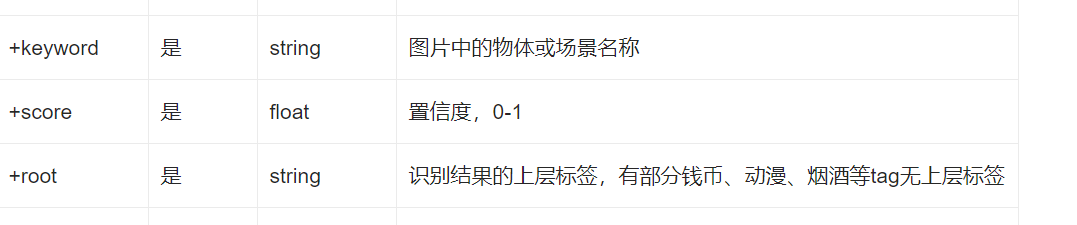 +keyword 是 string 图片中的物体或场景名称
+score 是 float 置信度，0-1
+root 是 string 识别结果的上层标签，有部分钱币、动漫、烟酒等tag无上层标签